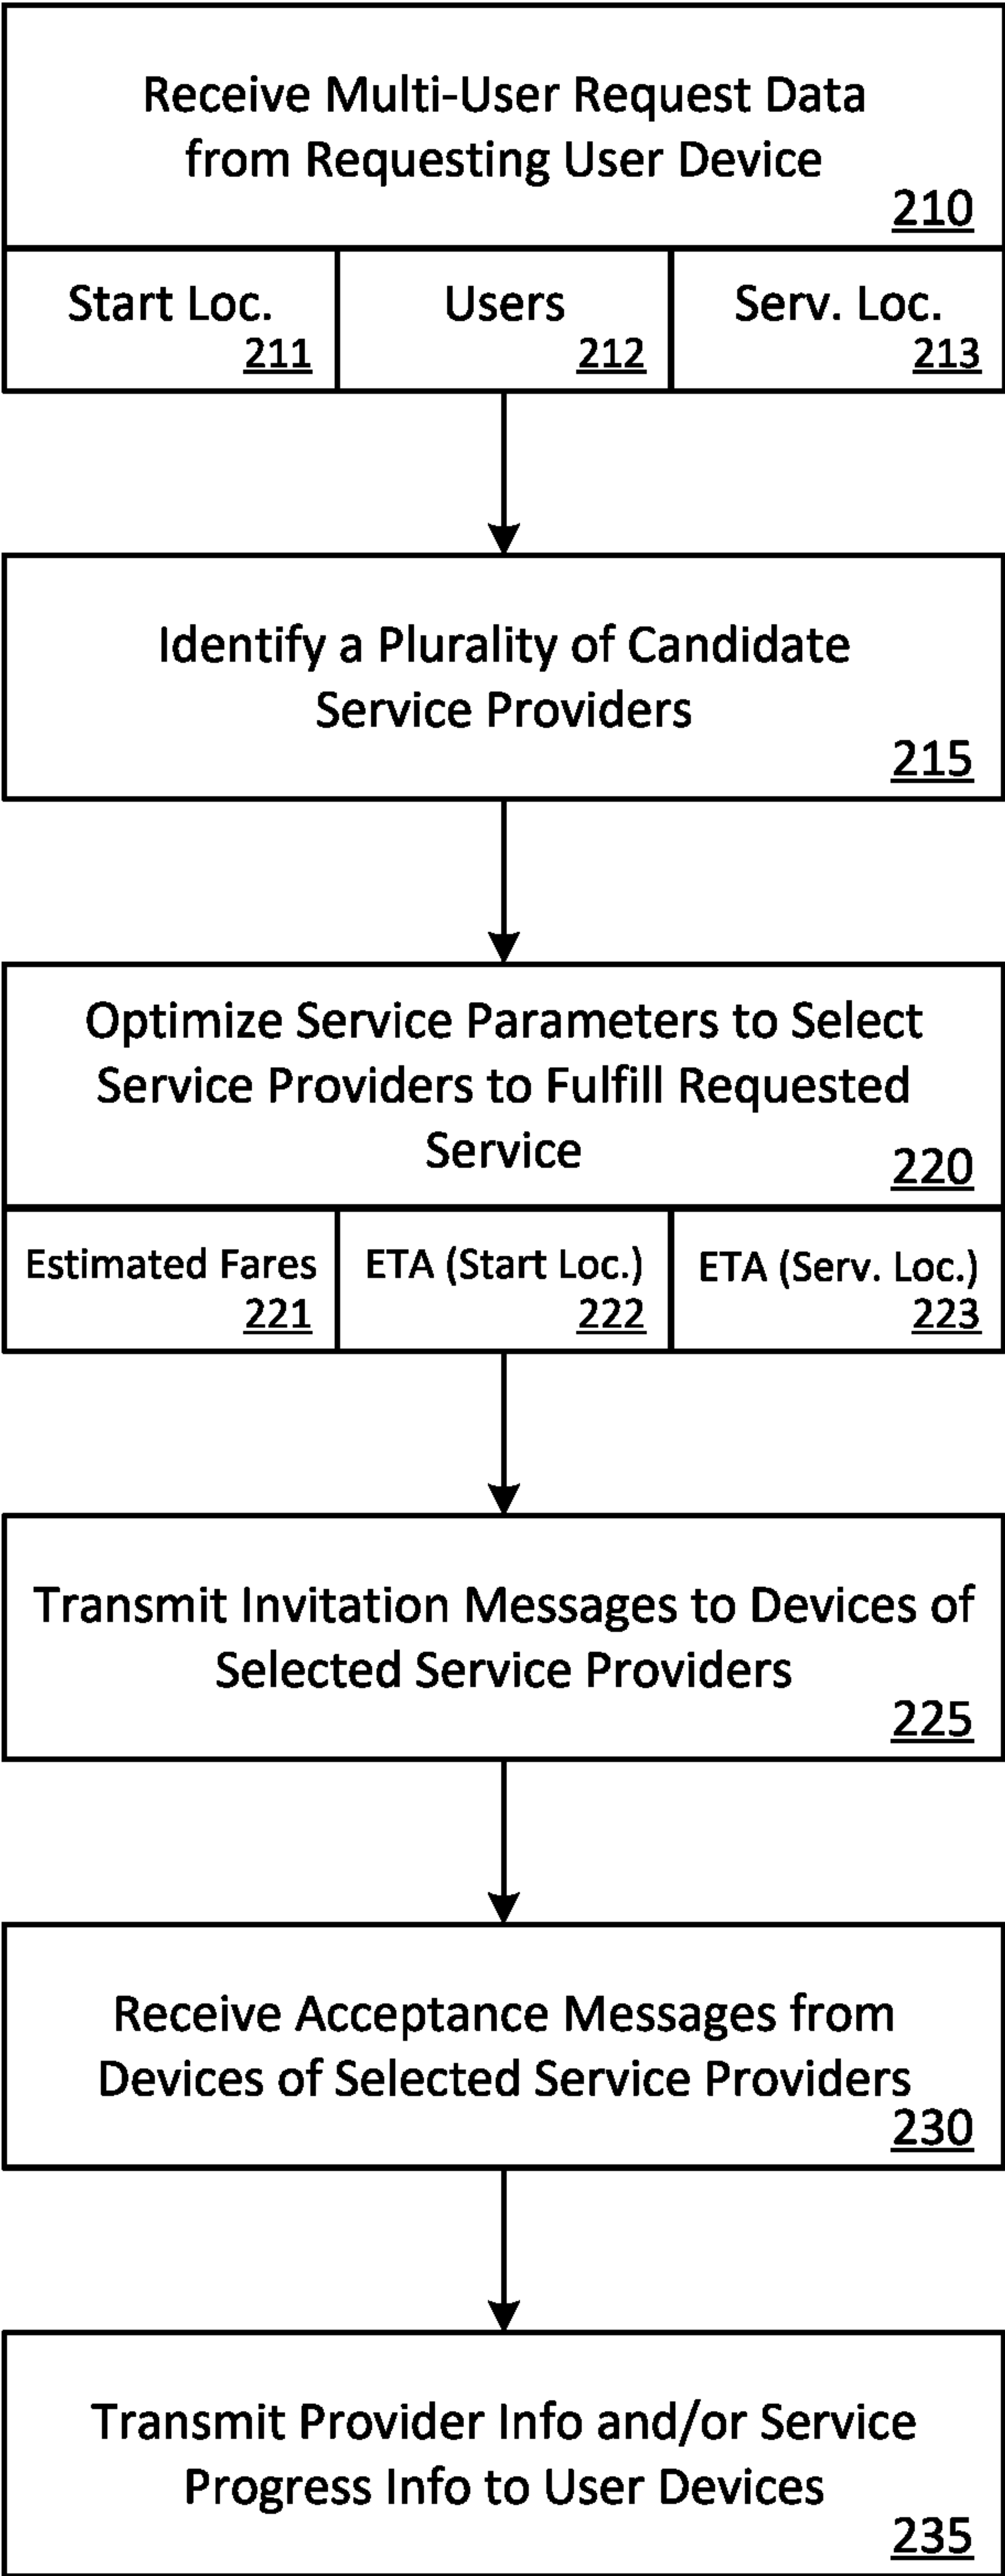 Receive Multi-User Request Data
from Requesting User Device
210
Start Loc.
211
Users
212
Serv. Loc.
213
Identify a Plurality of Candidate
Service Providers
215
Optimize Service Parameters to Select
Service Providers to Fulfill Requested
Service
220
Estimated Fares
221
ETA (Start Loc.)
222
ETA (Serv. Loc.)
223
Transmit Invitation Messages to Devices of
Selected Service Providers
225
Receive Acceptance Messages from
Devices of Selected Service Providers
230
Transmit Provider Info and/or Service
Progress Info to User Devices
235